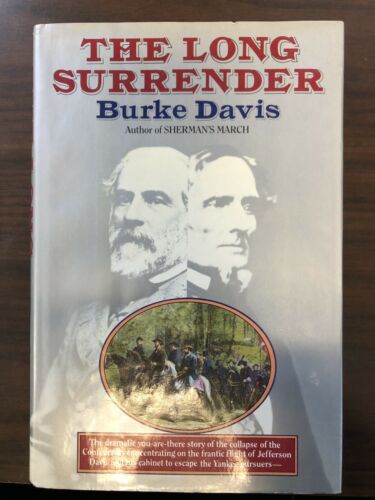 THE LONG
SURRENDER
Burke Davis
Author of SHERMAN'S MARCH
The dramatic you-are-there story of the collapse of the
Confederacy concentrating on the frantic flight of Jefferson
Davis cabinet to escape the Yankee pursuers—